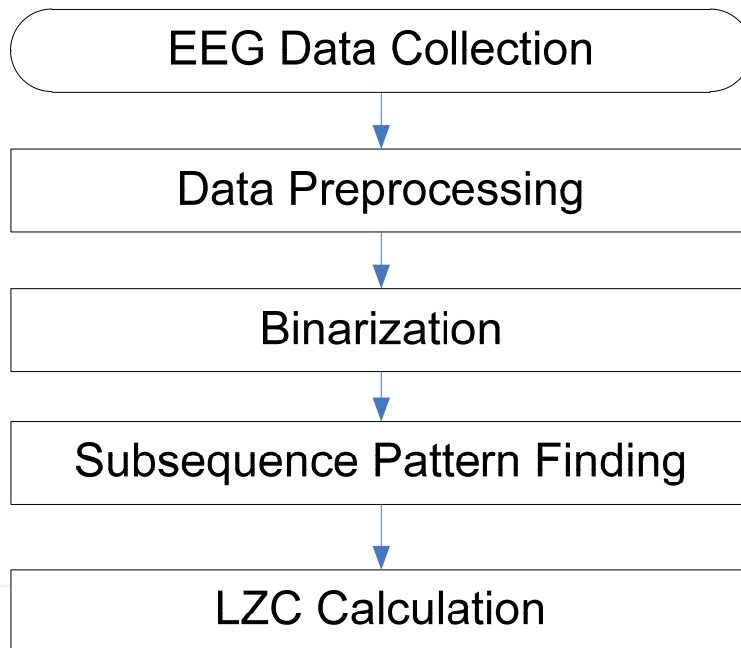 EEG Data Collection
Data Preprocessing
Binarization
Subsequence Pattern Finding
LZC Calculation